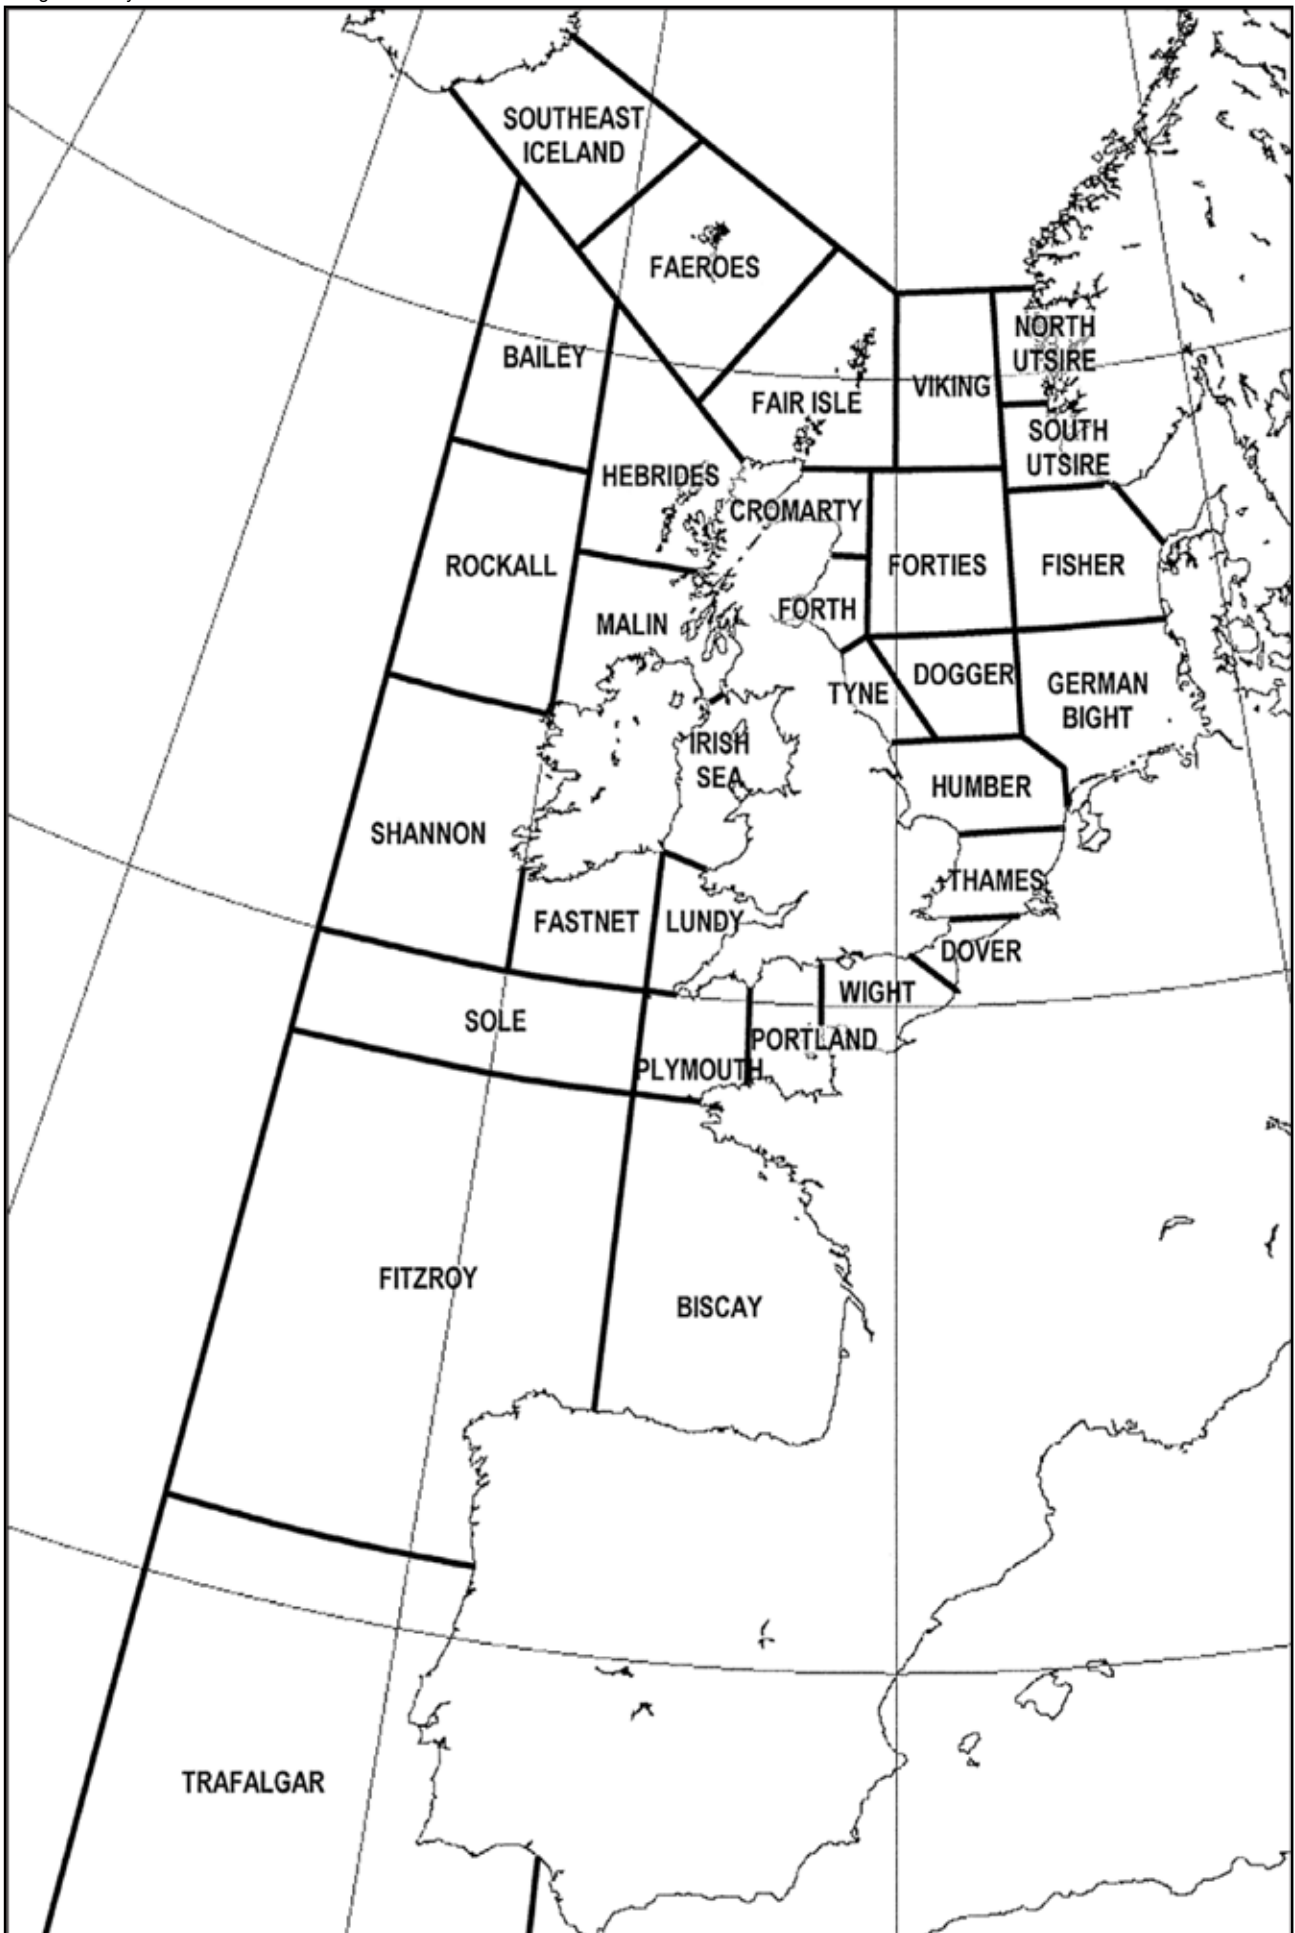 SOUTHEAST
ICELAND
FAEROES
NORTH
UTSIRE
BAILEY
VIKING
FAIR ISLE
SOUTH
UTSIRE
HEBRIDES
CROMARTY
ROCKALL
FORTIES
FISHER
FORTH
MALIN
DOGGER
TYNE
GERMAN
BIGHT
IRISH
SEA
HUMBER
SHANNON
THAMES
FASTNET
LUNDY
DOVER
WIGHT
SOLE
PORTLAND
PLYMOUTH
FITZROY
BISCAY
TRAFALGAR